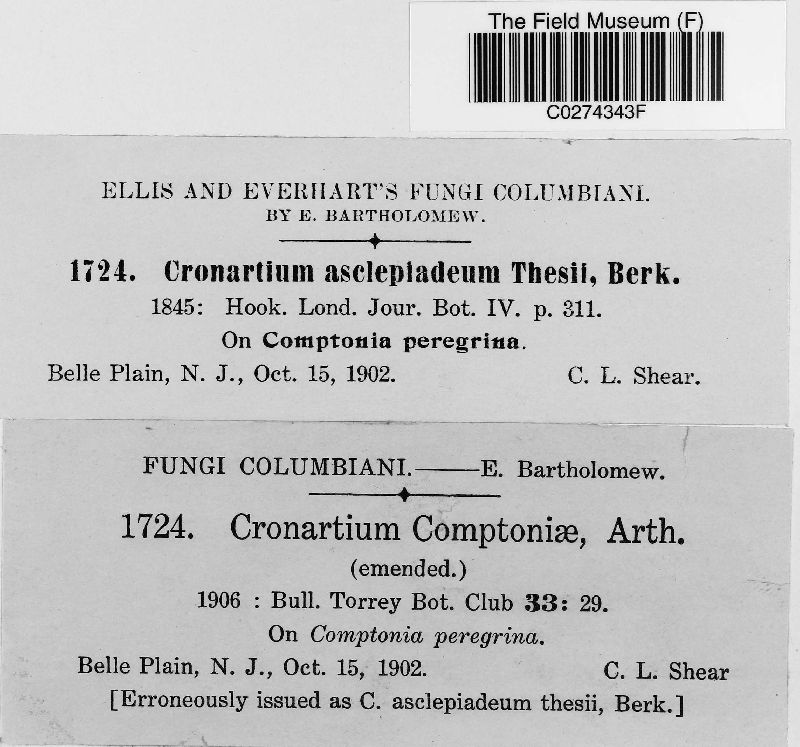 The Field Museum (F)
C0274343F
ELLIS AND EVERHART'S FUNGI COLUMBIANI.
BY E. BARTHOLOMEW.
1724. Cronartium asclepiadeum Thesii, Berk.
1845: Hook. Lond. Jour. Bot. IV. p. 311.
On Comptonia peregrina.
Belle Plain, N. J., Oct. 15, 1902. C. L. Shear.
FUNGI COLUMBIANI.——E. Bartholomew.
1724. Cronartium Comptoniæ, Arth.
(emended.)
1906 : Bull. Torrey Bot. Club 33: 29.
On Comptonia peregrina.
Belle Plain, N. J., Oct. 15, 1902. C. L. Shear
[Erroneously issued as C. asclepiadeum thesii, Berk.]